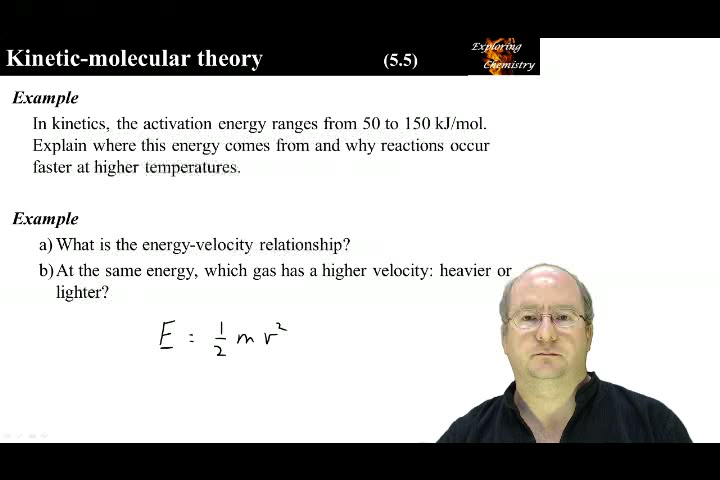 Kinetic-molecular theory (5.5)
Exploring
Chemistry
Example
In kinetics, the activation energy ranges from 50 to 150 kJ/mol.
Explain where this energy comes from and why reactions occur
faster at higher temperatures.
Example
a) What is the energy-velocity relationship?
b) At the same energy, which gas has a higher velocity: heavier or
lighter?
E = 1/2 m v²